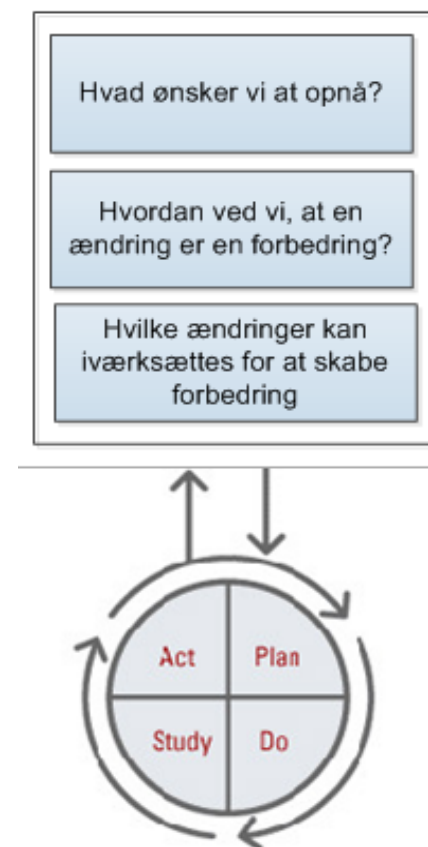 Hvad ønsker vi at opnå?
Hvordan ved vi, at en
ændring er en forbedring?
Hvilke ændringer kan
iværksættes for at skabe
forbedring
Act
Plan
Study
Do